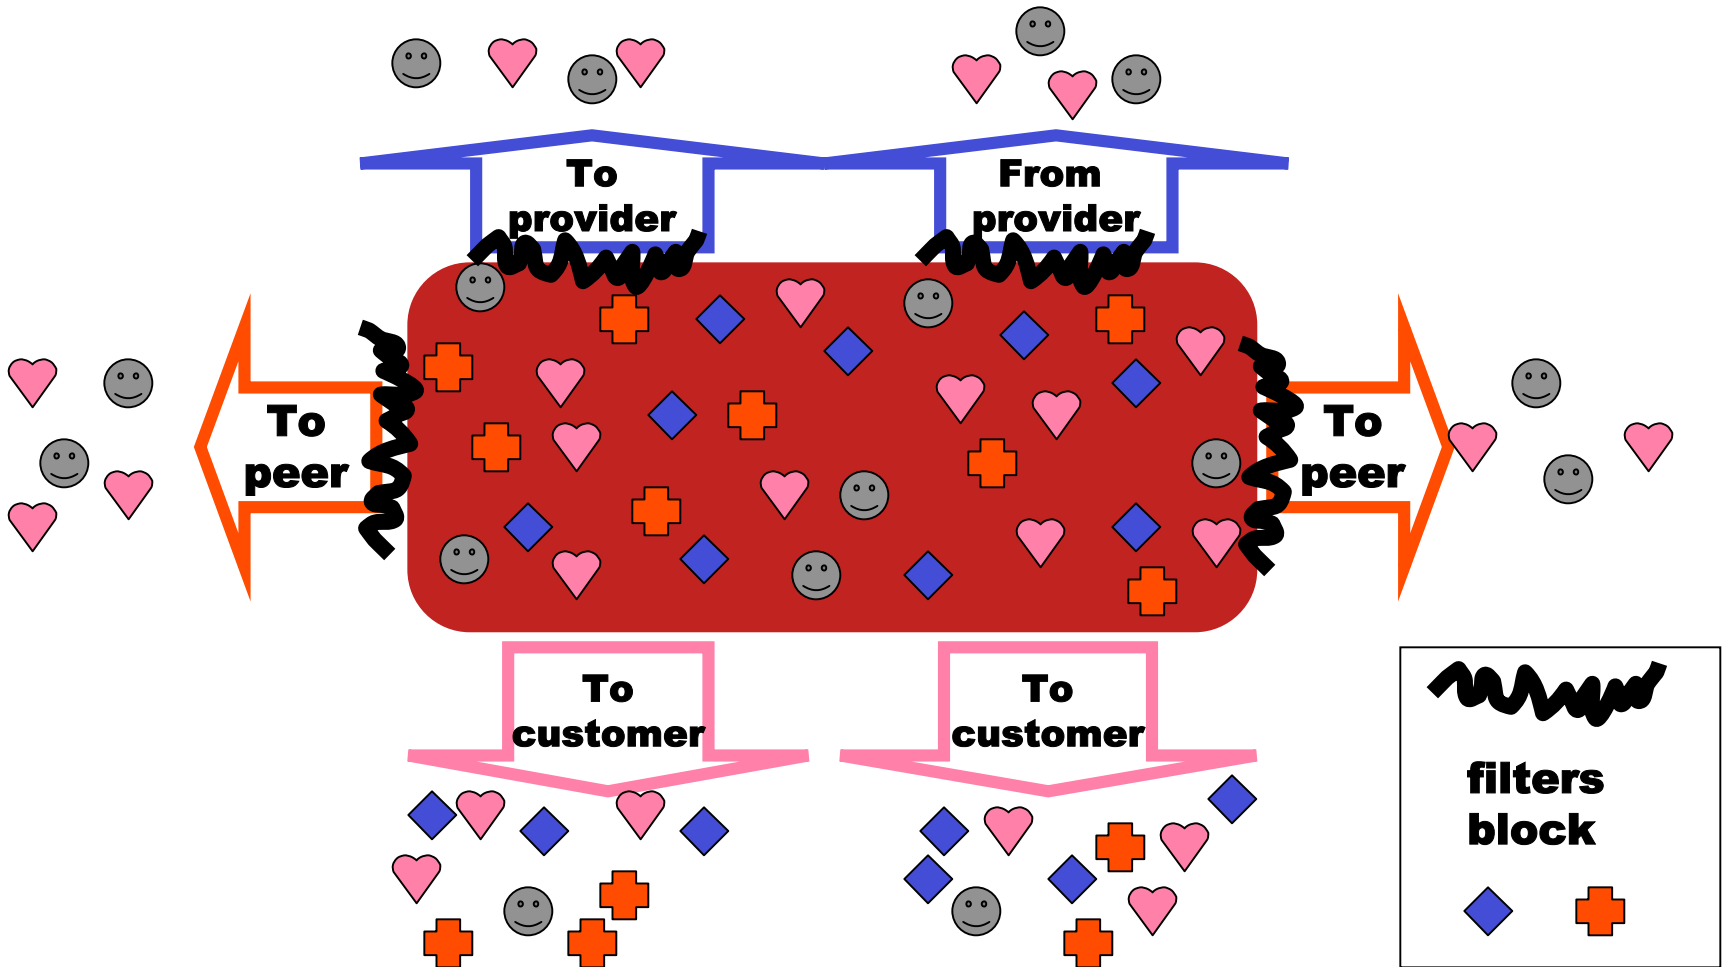 To
provider
From
provider
To
peer
To
peer
To
customer
To
customer
filters
block